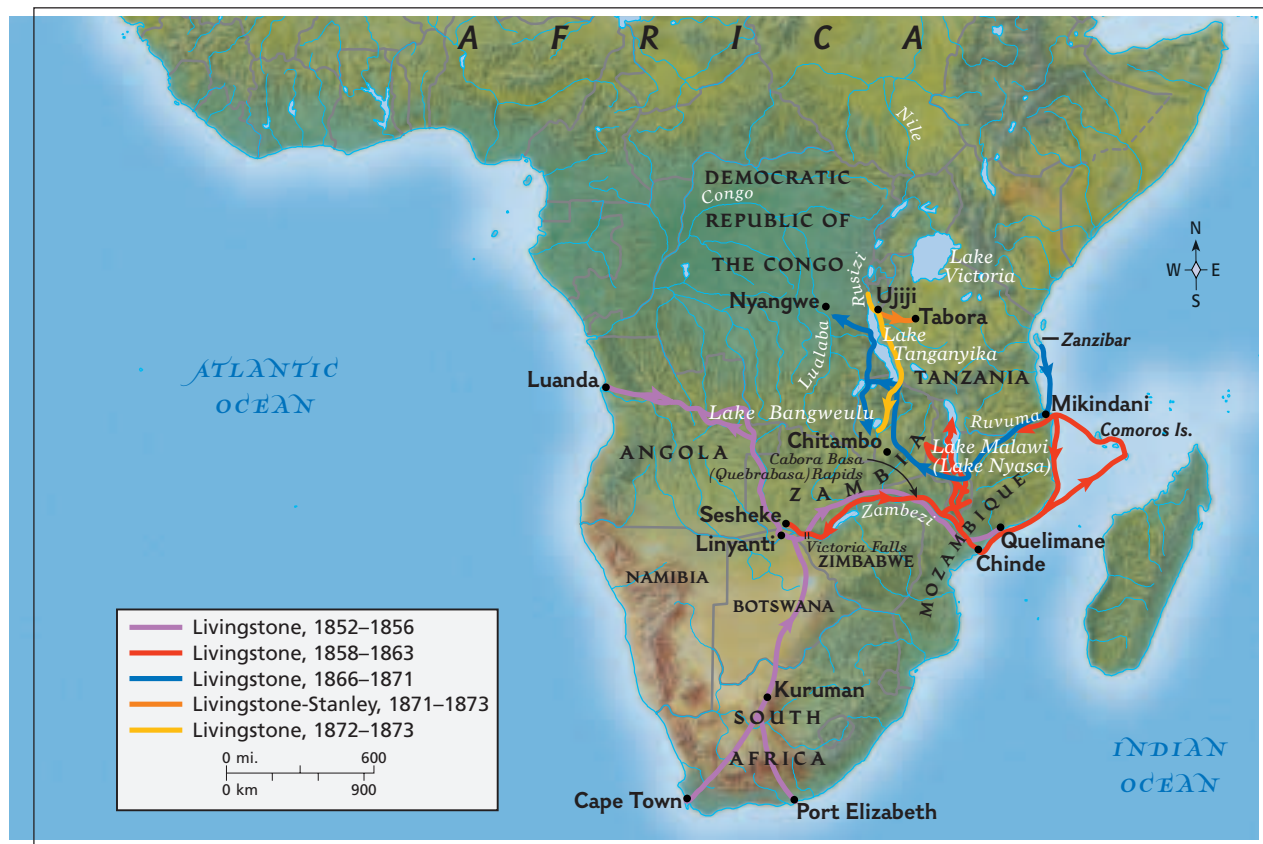 A F R I C A
Nile
DEMOCRATIC
Congo
REPUBLIC OF
THE CONGO
Rusizi
Lake
Victoria
Nyangwe
Ujiji
Tabora
Lualaba
Lake
Tanganyika
Zanzibar
TANZANIA
ATLANTIC
OCEAN
Luanda
Lake Bangweulu
Ruvuma
Mikindani
Comoros Is.
ANGOLA
Chitambo
Lake Malawi
(Lake Nyasa)
Cabora Basa
(Quebrabasa) Rapids
ZAMBIA
Zambezi
MOZAMBIQUE
Sesheke
Linyanti
Victoria Falls
ZIMBABWE
Quelimane
Chinde
NAMIBIA
BOTSWANA
Kuruman
SOUTH
AFRICA
Cape Town
Port Elizabeth
INDIAN
OCEAN
N
W E
S
Livingstone, 1852–1856
Livingstone, 1858–1863
Livingstone, 1866–1871
Livingstone-Stanley, 1871–1873
Livingstone, 1872–1873
0 mi. 600
0 km 900